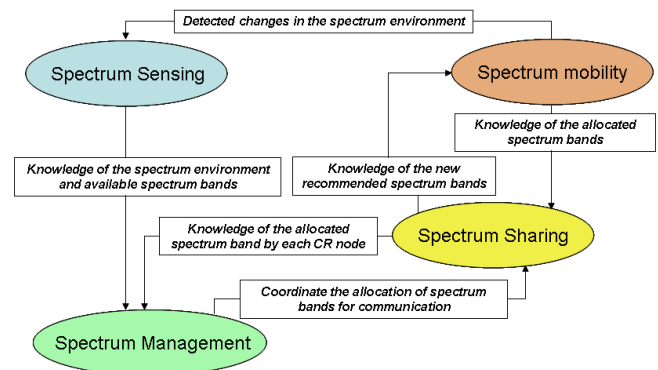 Detected changes in the spectrum environment
Spectrum Sensing
Spectrum mobility
Knowledge of the allocated
spectrum bands
Knowledge of the spectrum environment
and available spectrum bands
Knowledge of the new
recommended spectrum bands
Knowledge of the allocated
spectrum band by each CR node
Spectrum Sharing
Coordinate the allocation of spectrum
bands for communication
Spectrum Management